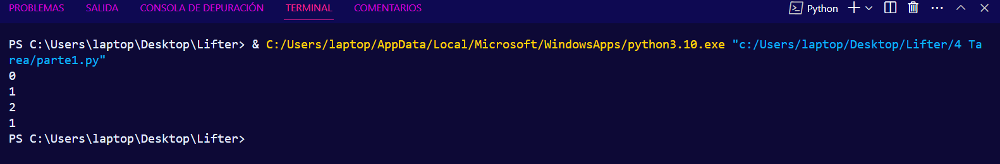 PROBLEMAS SALIDA CONSOLA DE DEPURACIÓN TERMINAL COMENTARIOS Python
PS C:\Users\laptop\Desktop\Lifter> & C:/Users/laptop/AppData/Local/Microsoft/WindowsApps/python3.10.exe "c:/Users/laptop/Desktop/Lifter/4 Ta
rea/parte1.py"
0
1
2
1
PS C:\Users\laptop\Desktop\Lifter>